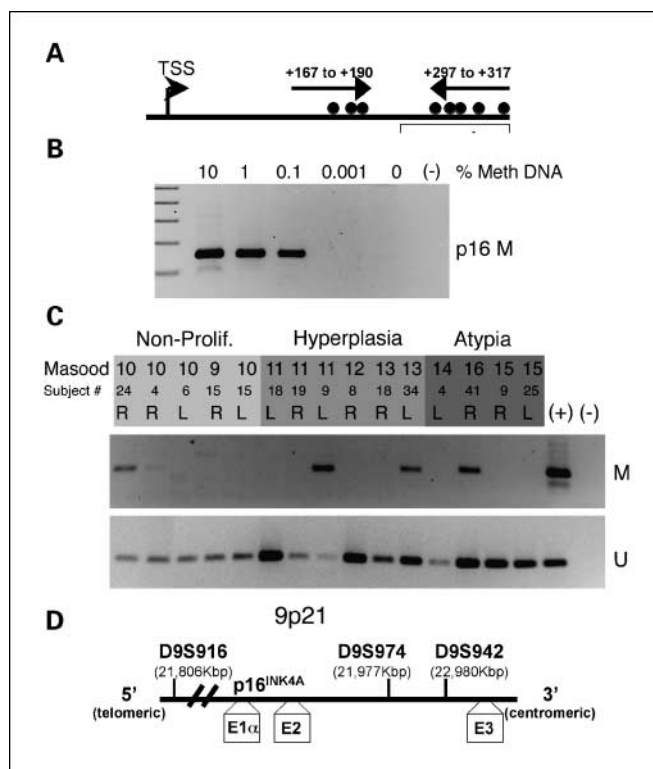 A
TSS
+167 to +190
+297 to +317
B
10 1 0.1 0.001 0 (-) % Meth DNA
p16 M
C
Non-Prolif. Hyperplasia Atypia
Masood 10 10 10 9 10 11 11 11 12 13 13 14 16 15 15
Subject # 24 4 6 15 15 18 19 9 8 18 34 4 41 9 25
R R L R L L R L R R L L R R L (+) (-)
M
U
9p21
D
D9S916 D9S974 D9S942
(21,806Kbp) (21,977Kbp) (22,980Kbp)
p16INK4A
5' 3'
(telomeric) (centromeric)
E1α E2 E3